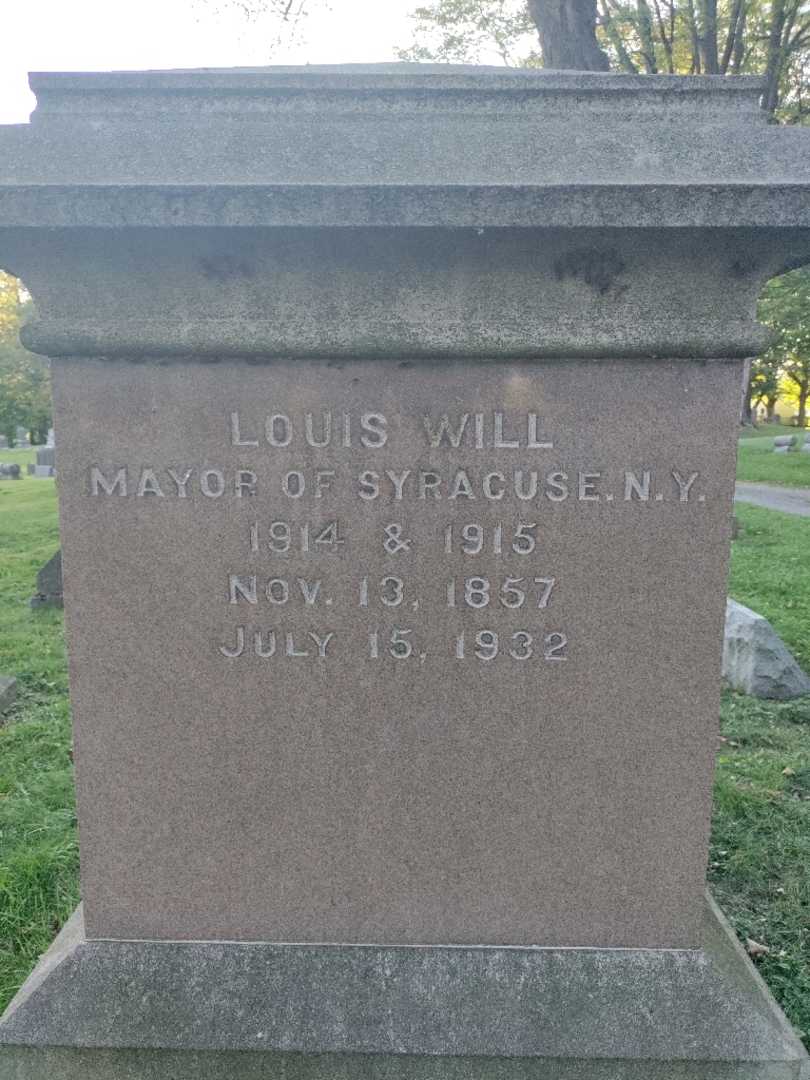 LOUIS WILL
MAYOR OF SYRACUSE. N.Y.
1914 & 1915
NOV. 13, 1857
JULY 15, 1932